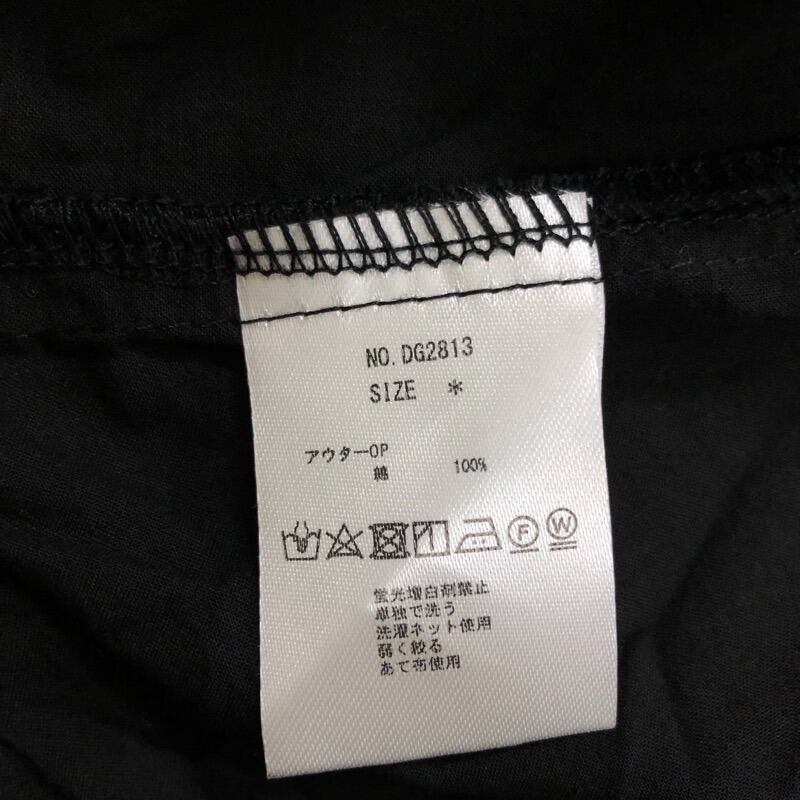 NO. DG2813
SIZE *
アウターOP
綿 100%
F W
蛍光増白剤禁止
単独で洗う
洗濯ネット使用
弱く絞る
あて布使用